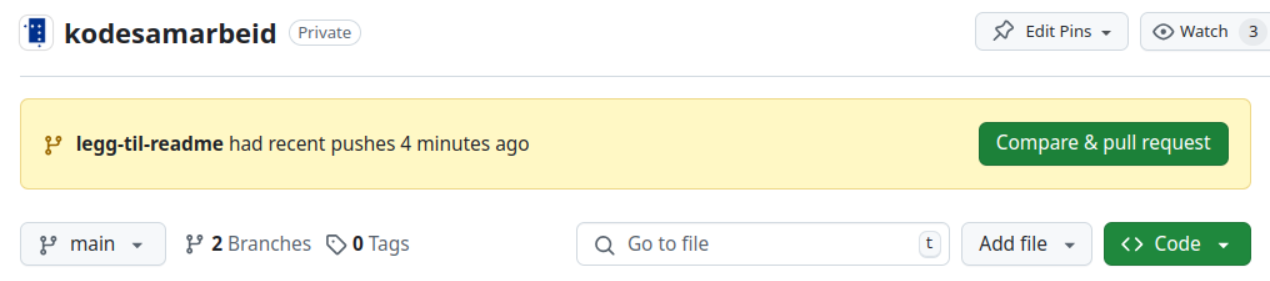 kodesamarbeid Private Edit Pins Watch 3
legg-til-readme had recent pushes 4 minutes ago Compare & pull request
main 2 Branches 0 Tags Go to file t Add file <> Code